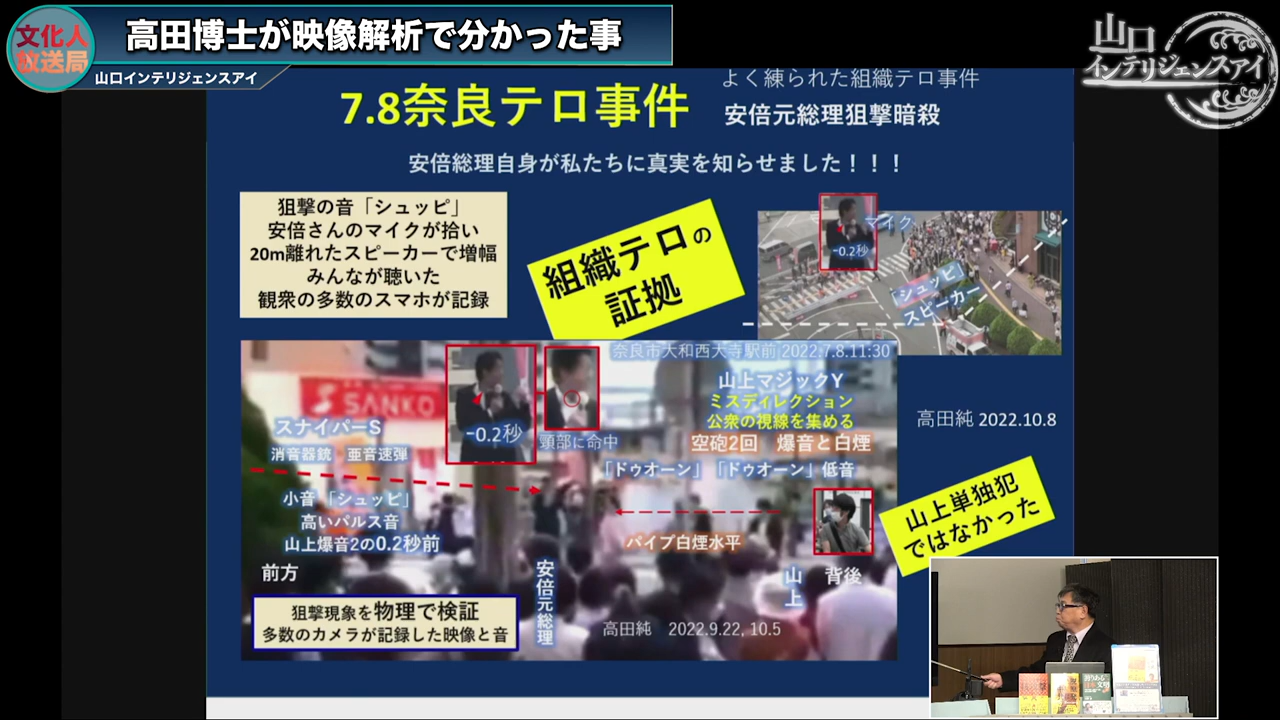 文化人
放送局
高田博士が映像解析で分かった事
山口インテリジェンスアイ
山口
インテリジェンスアイ
よく練られた組織テロ事件
7.8奈良テロ事件
安倍元総理狙撃暗殺
安倍総理自身が私たちに真実を知らせました！！！
狙撃の音「シュッピ」
安倍さんのマイクが拾い
20m離れたスピーカーで増幅
みんなが聴いた
観衆の多数のスマホが記録
組織テロの
証拠
マイク
-0.2秒
「シュッピ」
スピーカー
奈良市大和西大寺駅前 2022.7.8.11:30
SANKO
スナイパーS
消音器銃 亜音速弾
-0.2秒
頸部に命中
山上マジックY
ミスディレクション
公衆の視線を集める
空砲2回 爆音と白煙
「ドゥオーン」「ドゥオーン」低音
小音「シュッピ」
高いパルス音
山上爆音2の0.2秒前
前方
パイプ白煙水平
安倍元総理
山上
背後
狙撃現象を物理で検証
多数のカメラが記録した映像と音
高田純 2022.9.22, 10.5
高田純 2022.10.8
山上単独犯
ではなかった